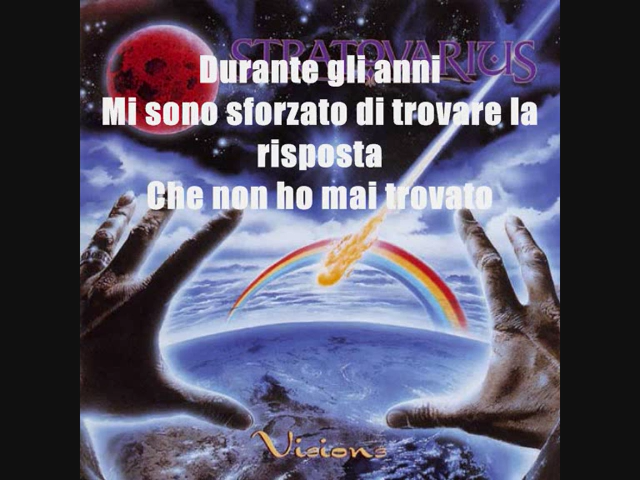 STRATOVARIUS
Durante gli anni
Mi sono sforzato di trovare la
risposta
Che non ho mai trovato
Visions